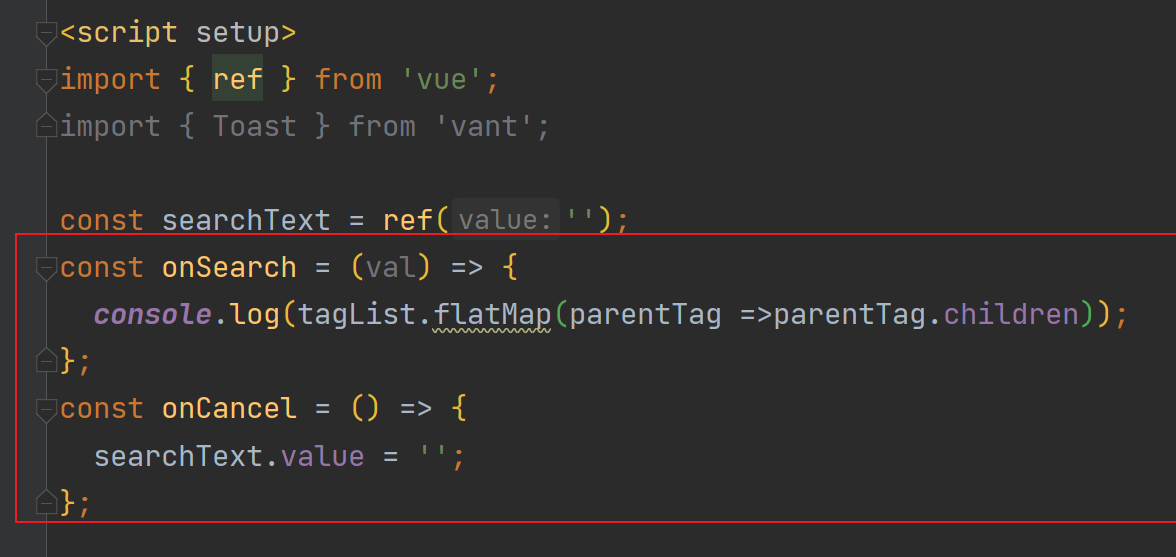 <script setup>
import { ref } from 'vue';
import { Toast } from 'vant';
const searchText = ref( value: '');
const onSearch = (val) => {
  console.log(tagList.flatMap(parentTag =>parentTag.children));
};
const onCancel = () => {
  searchText.value = '';
};